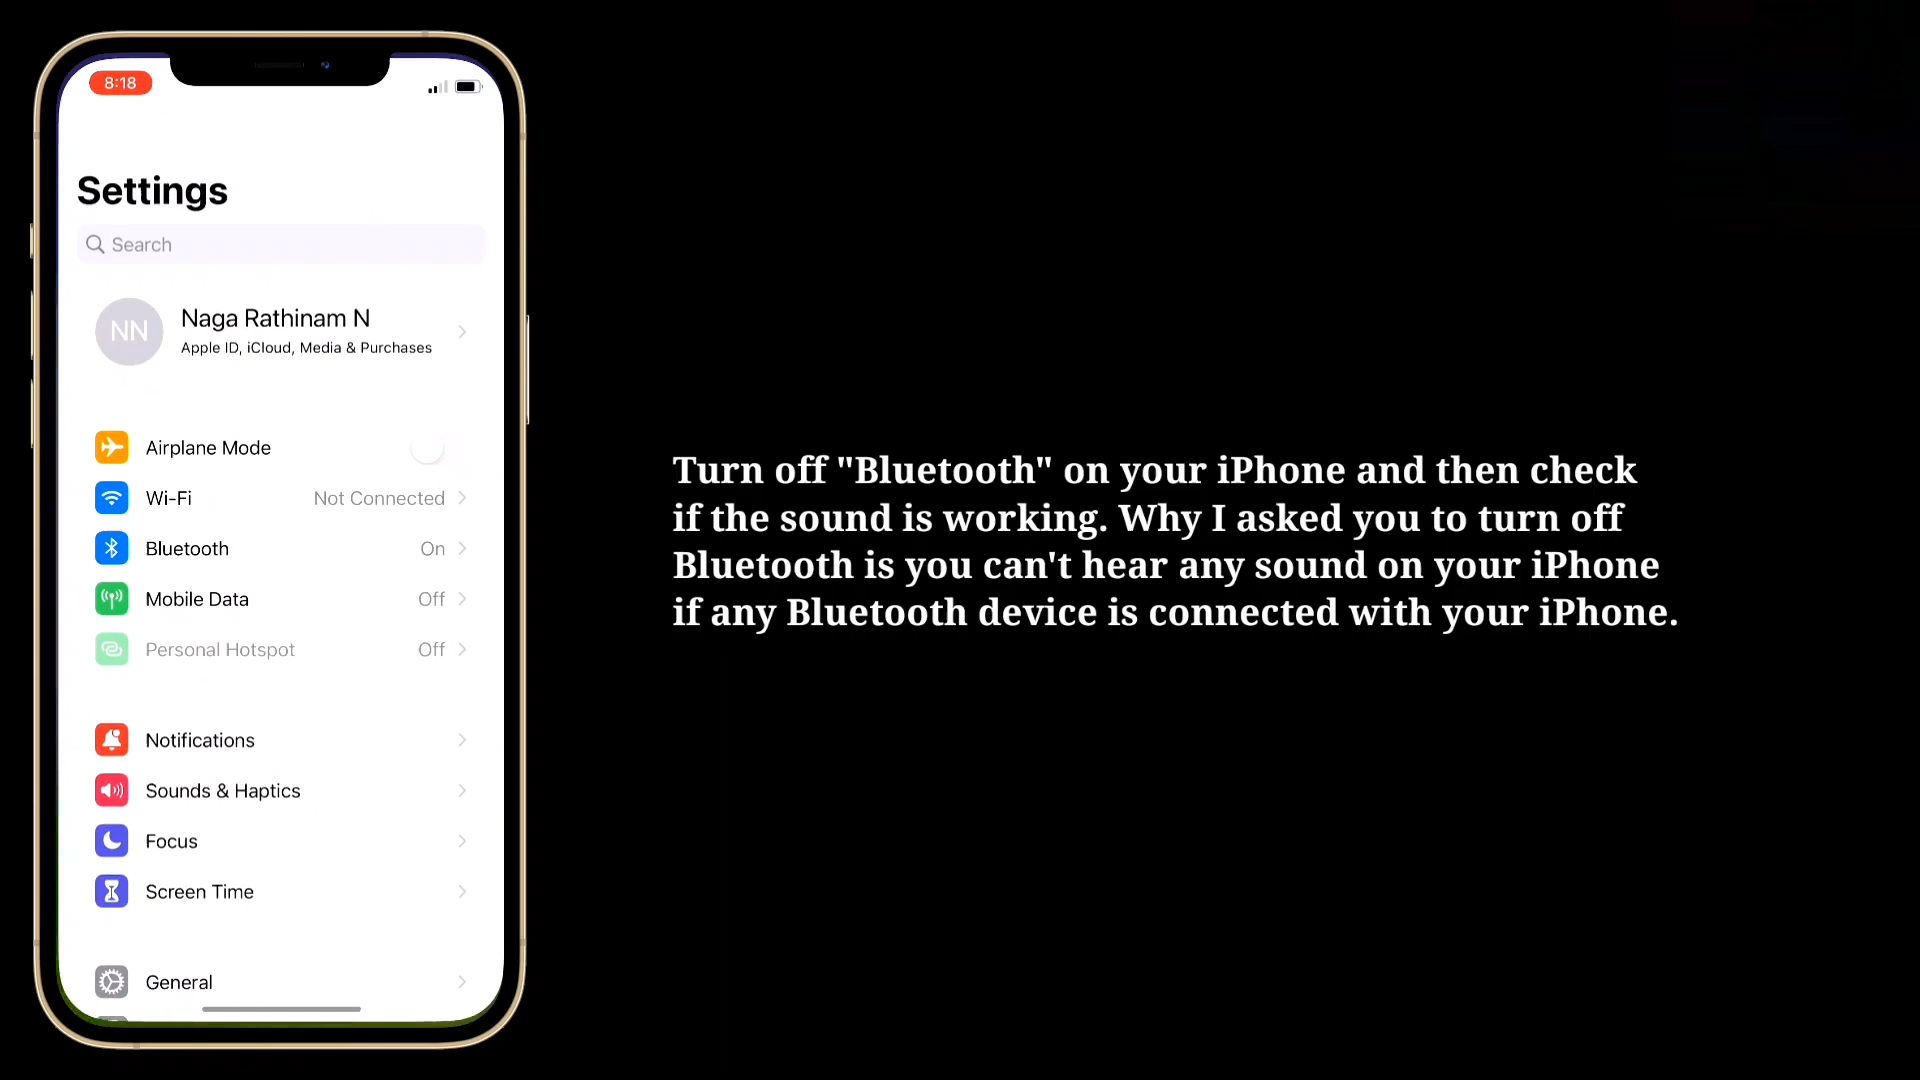 8:18
Settings
Search
NN
Naga Rathinam N
Apple ID, iCloud, Media & Purchases
Airplane Mode
Wi-Fi Not Connected
Bluetooth On
Mobile Data Off
Personal Hotspot Off
Notifications
Sounds & Haptics
Focus
Screen Time
General
Turn off "Bluetooth" on your iPhone and then check
if the sound is working. Why I asked you to turn off
Bluetooth is you can't hear any sound on your iPhone
if any Bluetooth device is connected with your iPhone.